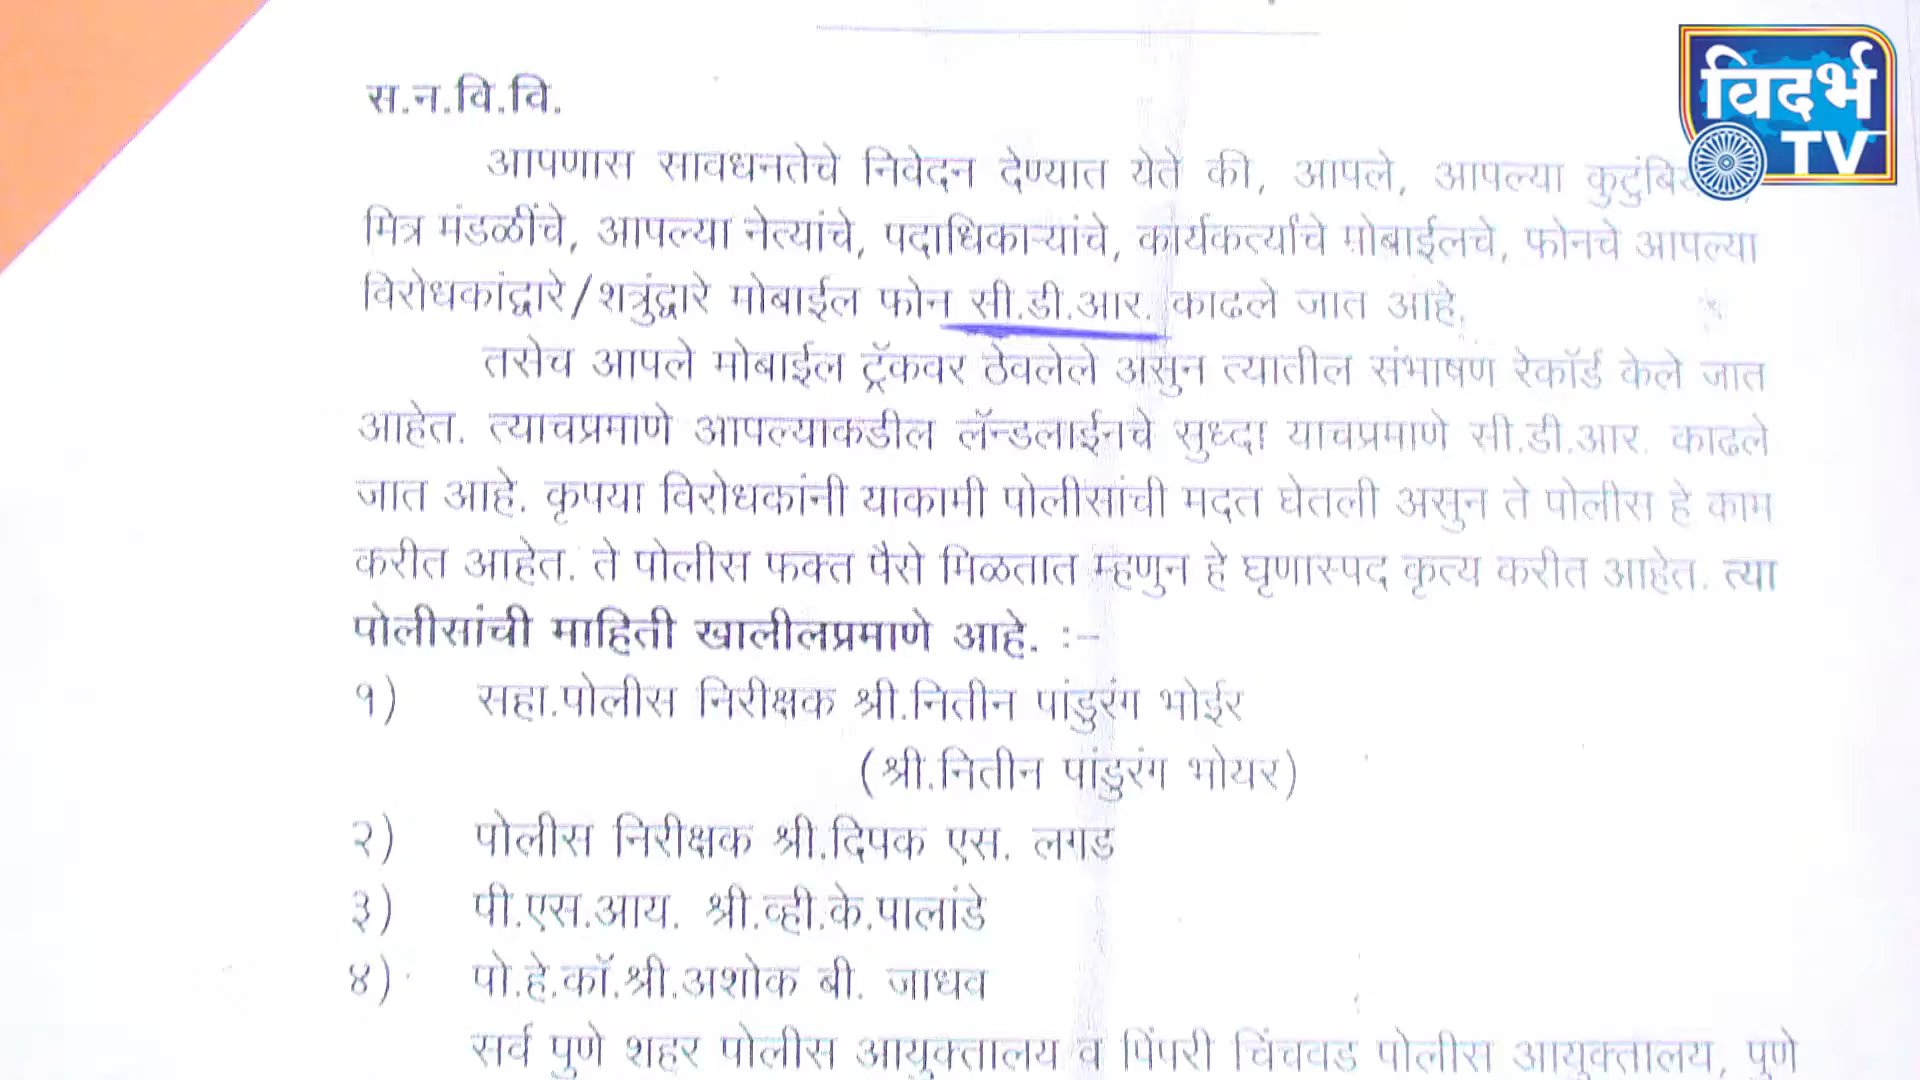 विदर्भ
TV
स.न.वि.वि.
आपणास सावधनतेचे निवेदन देण्यात येते की, आपले, आपल्या
मित्र मंडळींचे, आपल्या नेत्यांचे, पदाधिकाऱ्यांचे, कार्यकर्त्यांचे मोबाईलचे, फोनचे आपल्या
विरोधकांद्वारे/शत्रुंद्वारे मोबाईल फोन सी.डी.आर. काढले जात आहे.
तसेच आपले मोबाईल ट्रॅकवर ठेवलेले असुन त्यातील संभाषण रेकॉर्ड केले जात
आहेत. त्याचप्रमाणे आपल्याकडील लॅन्डलाईनचे सुध्दा याचप्रमाणे सी.डी.आर. काढले
जात आहे. कृपया विरोधकांनी याकामी पोलीसांची मदत घेतली असुन ते पोलीस हे काम
करीत आहेत. ते पोलीस फक्त पैसे मिळतात म्हणुन हे घृणास्पद कृत्य करीत आहेत. त्या
पोलीसांची माहिती खालीलप्रमाणे आहे. :-
१) सहा.पोलीस निरीक्षक श्री.नितीन पांडुरंग भोईर
(श्री.नितीन पांडुरंग भोयर)
२) पोलीस निरीक्षक श्री.दिपक एस. लगड
३) पी.एस.आय. श्री.व्ही.के.पालांडे
४) पो.हे.कॉ.श्री.अशोक बी. जाधव
सर्व पुणे शहर पोलीस आयुक्तालय व पिंपरी चिंचवड पोलीस आयुक्तालय, पुणे